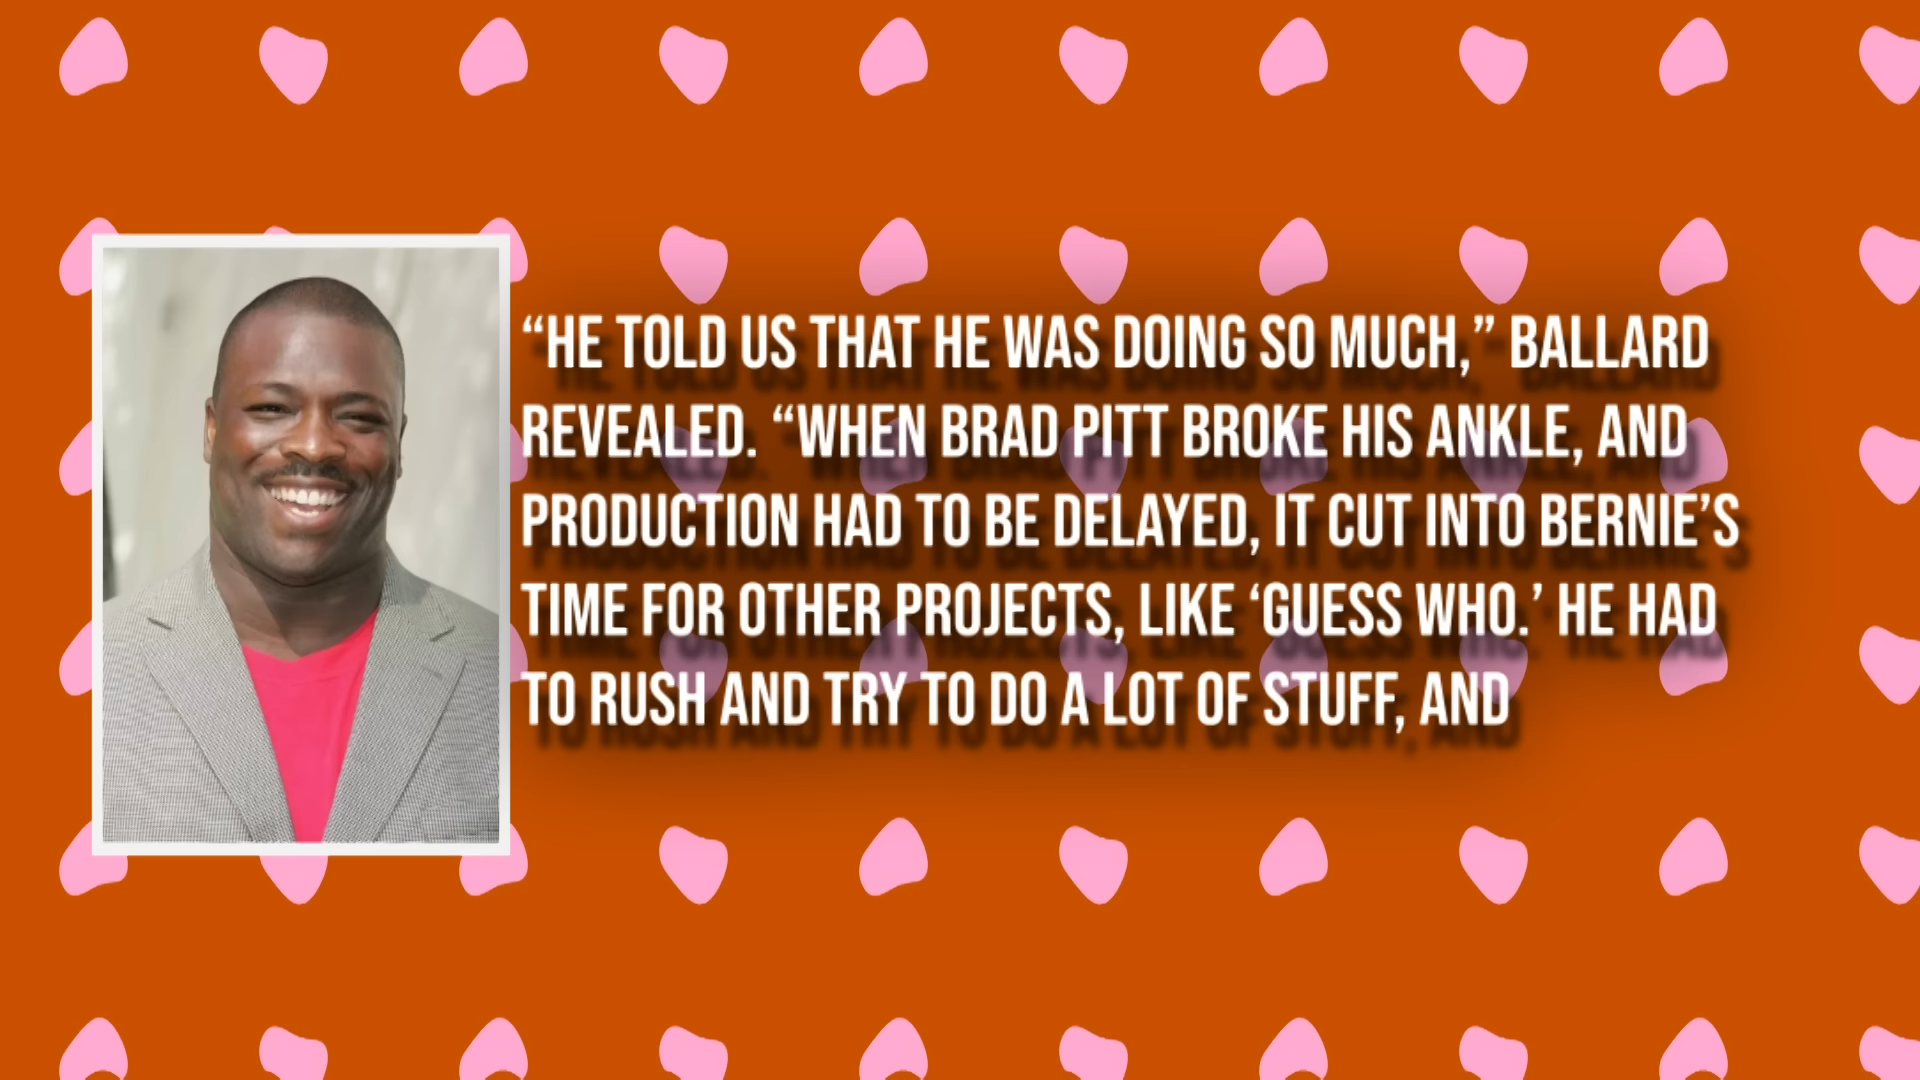 “HE TOLD US THAT HE WAS DOING SO MUCH,” BALLARD
REVEALED. “WHEN BRAD PITT BROKE HIS ANKLE, AND
PRODUCTION HAD TO BE DELAYED, IT CUT INTO BERNIE’S
TIME FOR OTHER PROJECTS, LIKE ‘GUESS WHO.’ HE HAD
TO RUSH AND TRY TO DO A LOT OF STUFF, AND